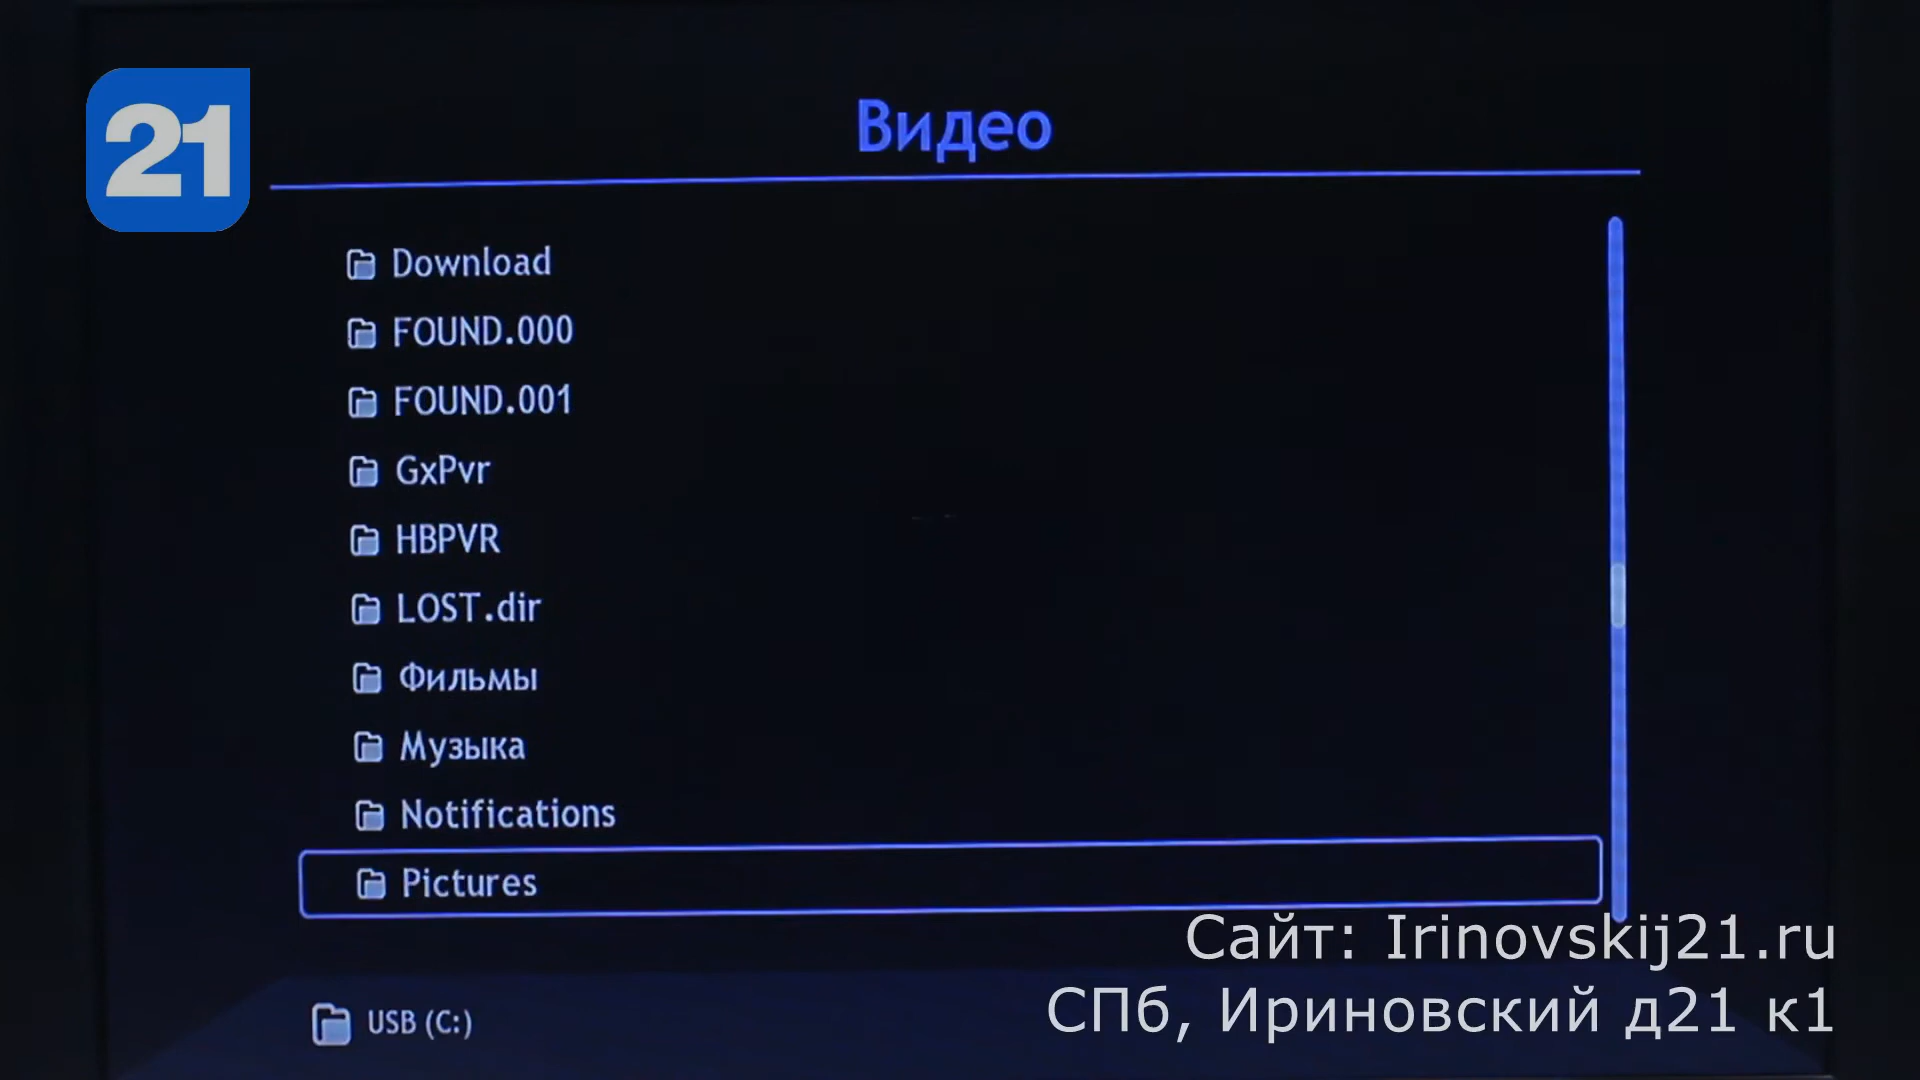 21
Видео
Download
FOUND.000
FOUND.001
GxPvr
HBPVR
LOST.dir
Фильмы
Музыка
Notifications
Pictures
USB (C:)
Сайт: Irinovskij21.ru
СПб, Ириновский д21 к1